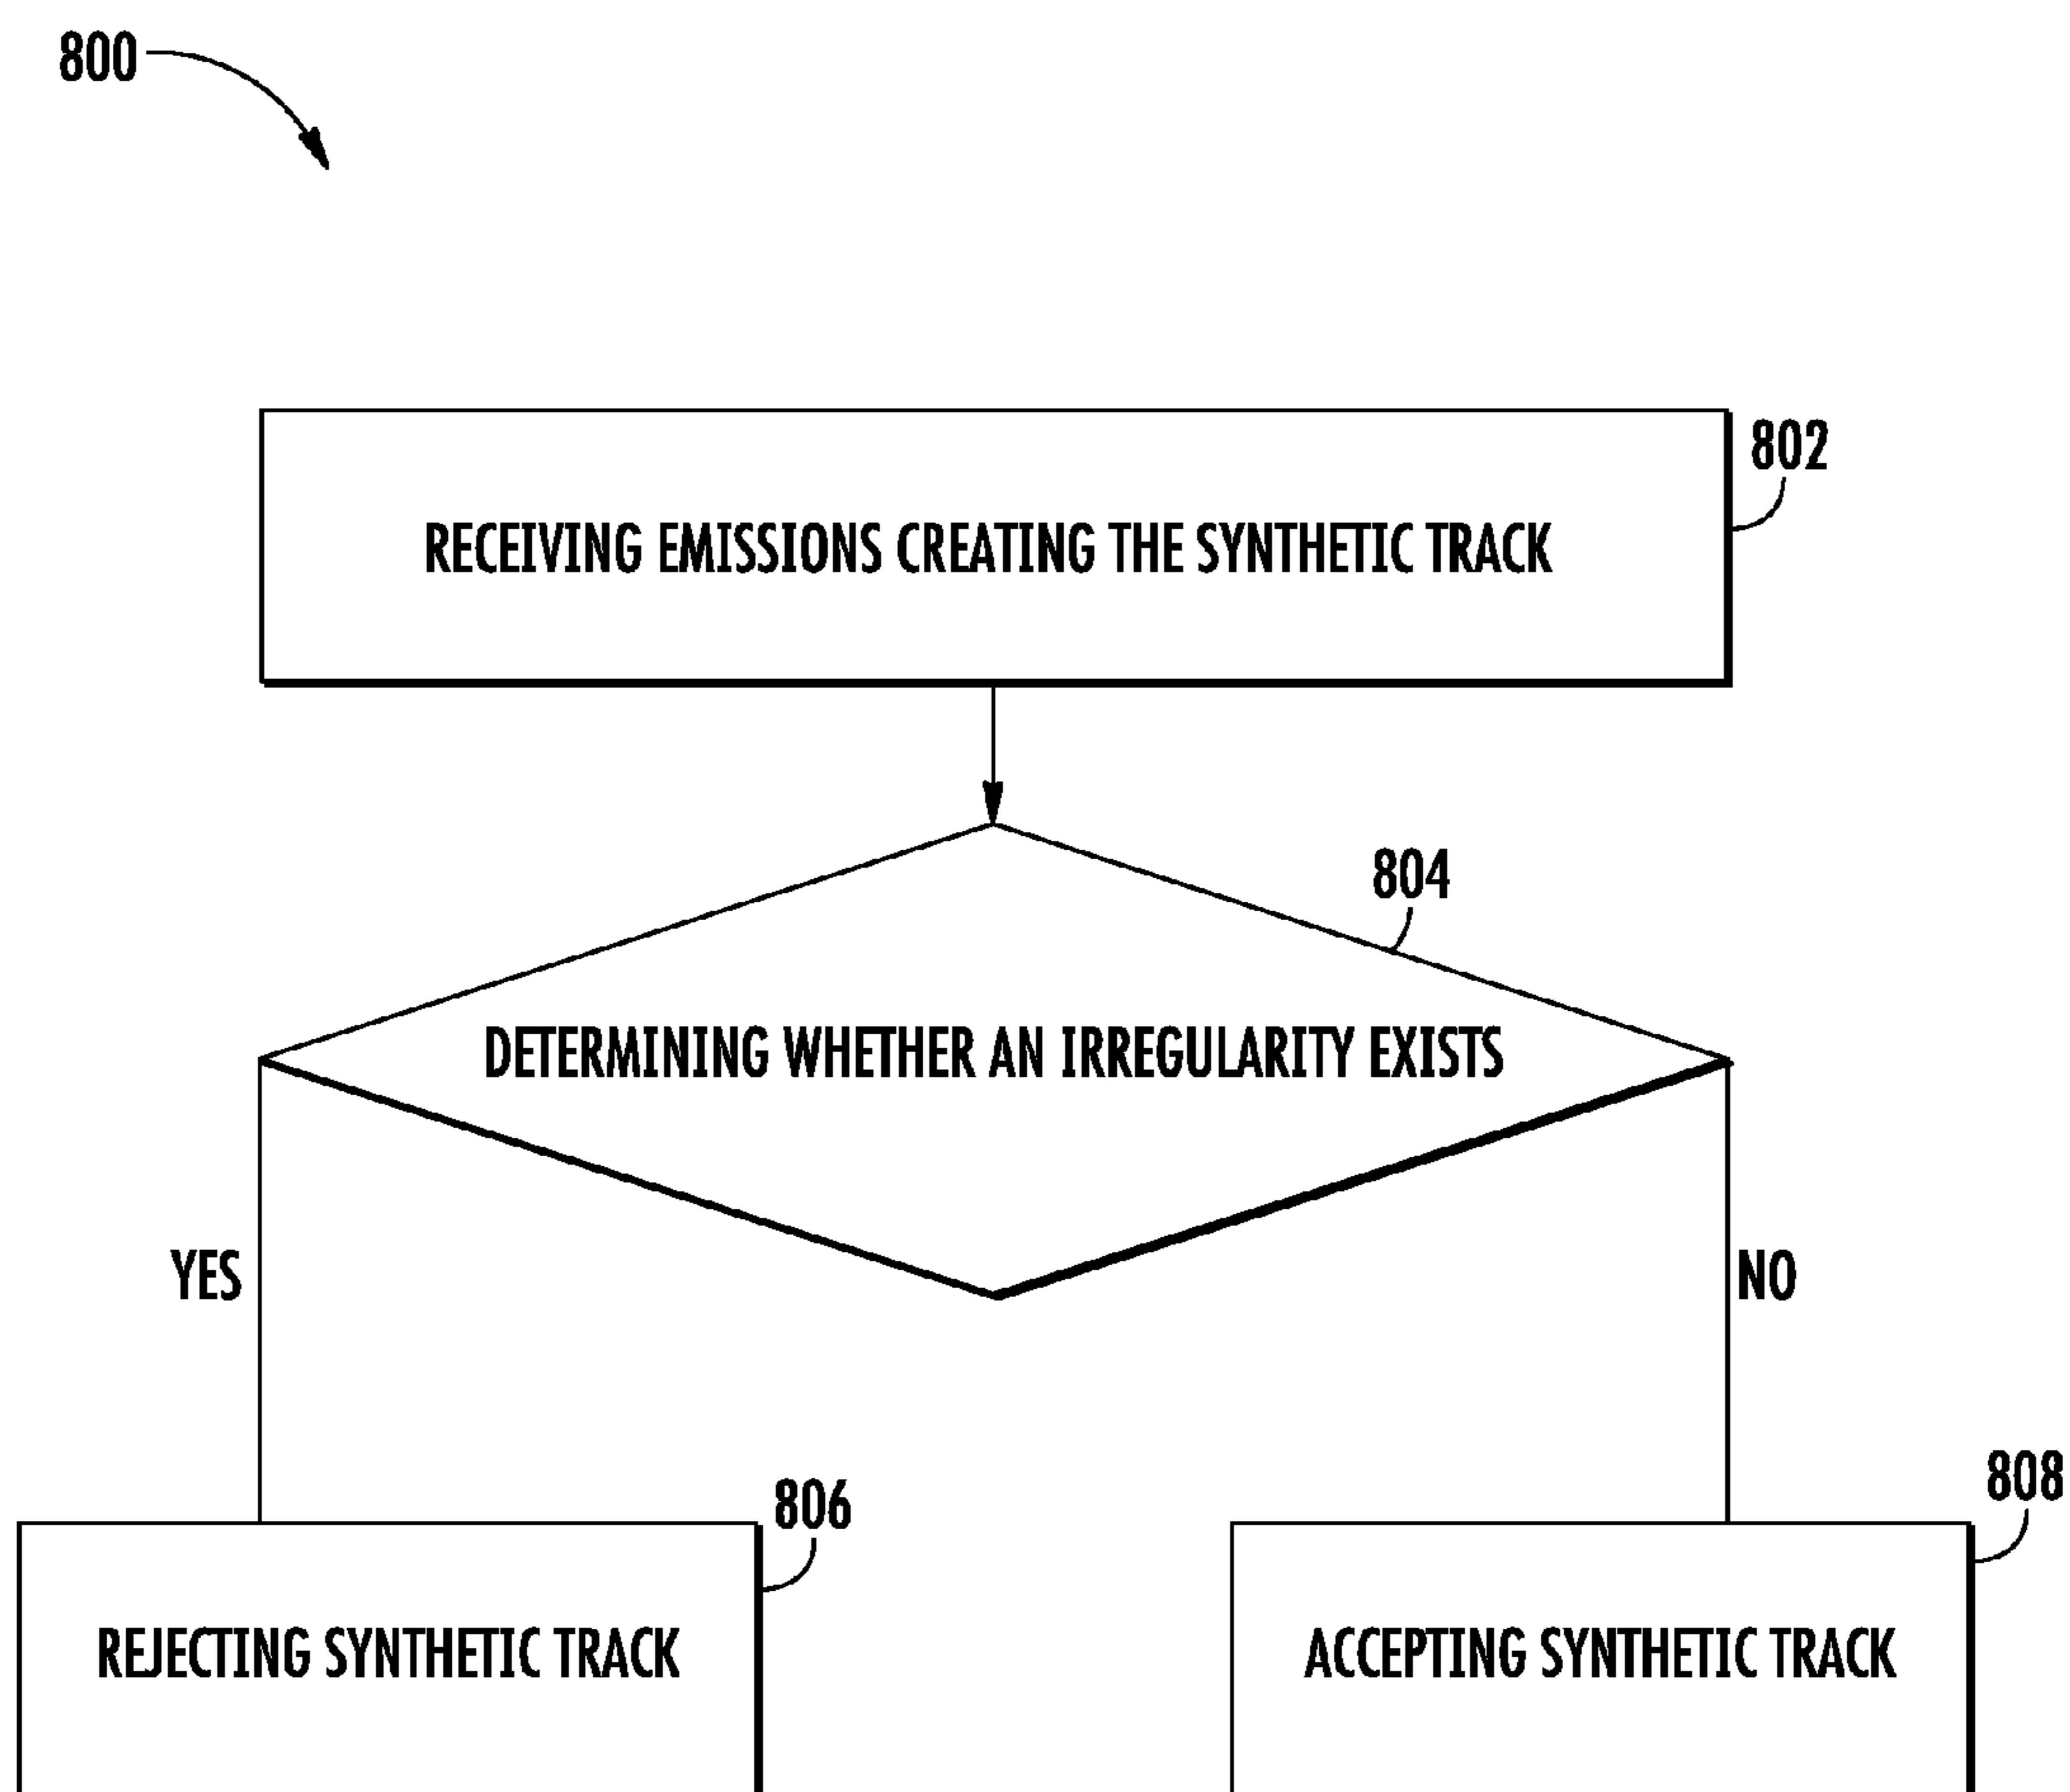 800
802
RECEIVING EMISSIONS CREATING THE SYNTHETIC TRACK
804
DETERMINING WHETHER AN IRREGULARITY EXISTS
YES
NO
806
808
REJECTING SYNTHETIC TRACK
ACCEPTING SYNTHETIC TRACK